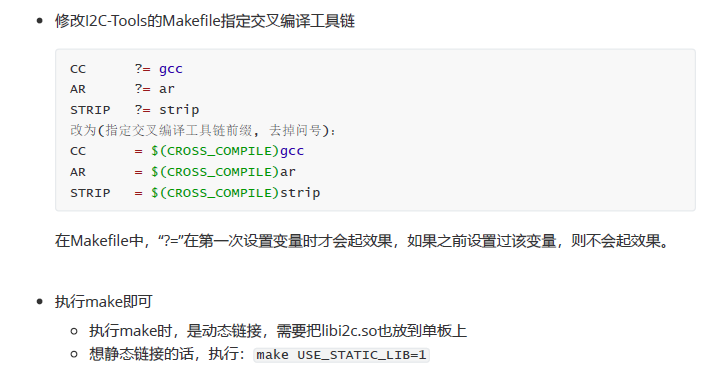 修改I2C-Tools的Makefile指定交叉编译工具链
CC ?= gcc
AR ?= ar
STRIP ?= strip
改为(指定交叉编译工具链前缀, 去掉问号):
CC = $(CROSS_COMPILE)gcc
AR = $(CROSS_COMPILE)ar
STRIP = $(CROSS_COMPILE)strip
在Makefile中，“?=”在第一次设置变量时才会起效果，如果之前设置过该变量，则不会起效果。
执行make即可
执行make时，是动态链接，需要把libi2c.so也放到单板上
想静态链接的话，执行：make USE_STATIC_LIB=1